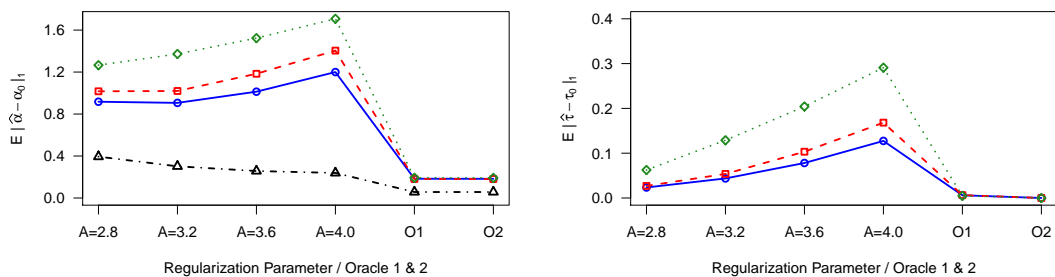 E | α̂ − α₀ |₁
1.6
1.2
0.8
0.4
0.0
A=2.8 A=3.2 A=3.6 A=4.0 O1 O2
Regularization Parameter / Oracle 1 & 2
E | τ̂ − τ₀ |₁
0.4
0.3
0.2
0.1
0.0
A=2.8 A=3.2 A=3.6 A=4.0 O1 O2
Regularization Parameter / Oracle 1 & 2